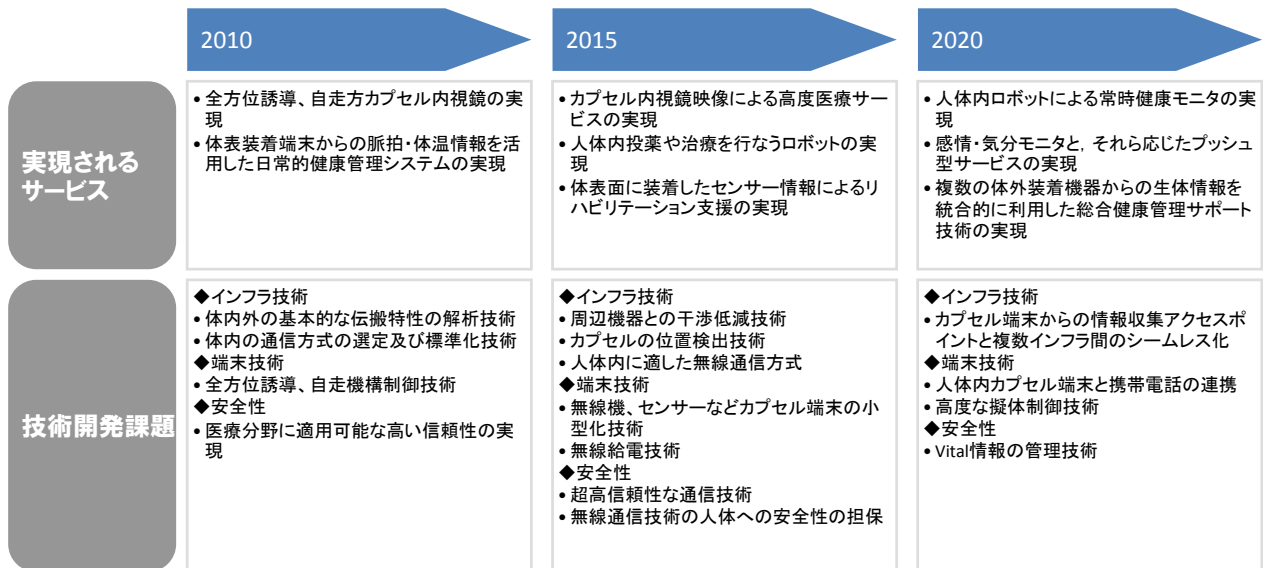 2010
2015
2020
実現される
サービス
• 全方位誘導、自走方カプセル内視鏡の実
現
• 体表装着端末からの脈拍・体温情報を活
用した日常的健康管理システムの実現
• カプセル内視鏡映像による高度医療サー
ビスの実現
• 人体内投薬や治療を行なうロボットの実
現
• 体表面に装着したセンサー情報によるリ
ハビリテーション支援の実現
• 人体内ロボットによる常時健康モニタの実
現
• 感情・気分モニタと, それら応じたプッシュ
型サービスの実現
• 複数の体外装着機器からの生体情報を
統合的に利用した総合健康管理サポート
技術の実現
技術開発課題
◆インフラ技術
• 体内外の基本的な伝搬特性の解析技術
• 体内の通信方式の選定及び標準化技術
◆端末技術
• 全方位誘導、自走機構制御技術
◆安全性
• 医療分野に適用可能な高い信頼性の実
現
◆インフラ技術
• 周辺機器との干渉低減技術
• カプセルの位置検出技術
• 人体内に適した無線通信方式
◆端末技術
• 無線機、センサーなどカプセル端末の小
型化技術
• 無線給電技術
◆安全性
• 超高信頼性な通信技術
• 無線通信技術の人体への安全性の担保
◆インフラ技術
• カプセル端末からの情報収集アクセスポ
イントと複数インフラ間のシームレス化
◆端末技術
• 人体内カプセル端末と携帯電話の連携
• 高度な擬体制御技術
◆安全性
• Vital情報の管理技術